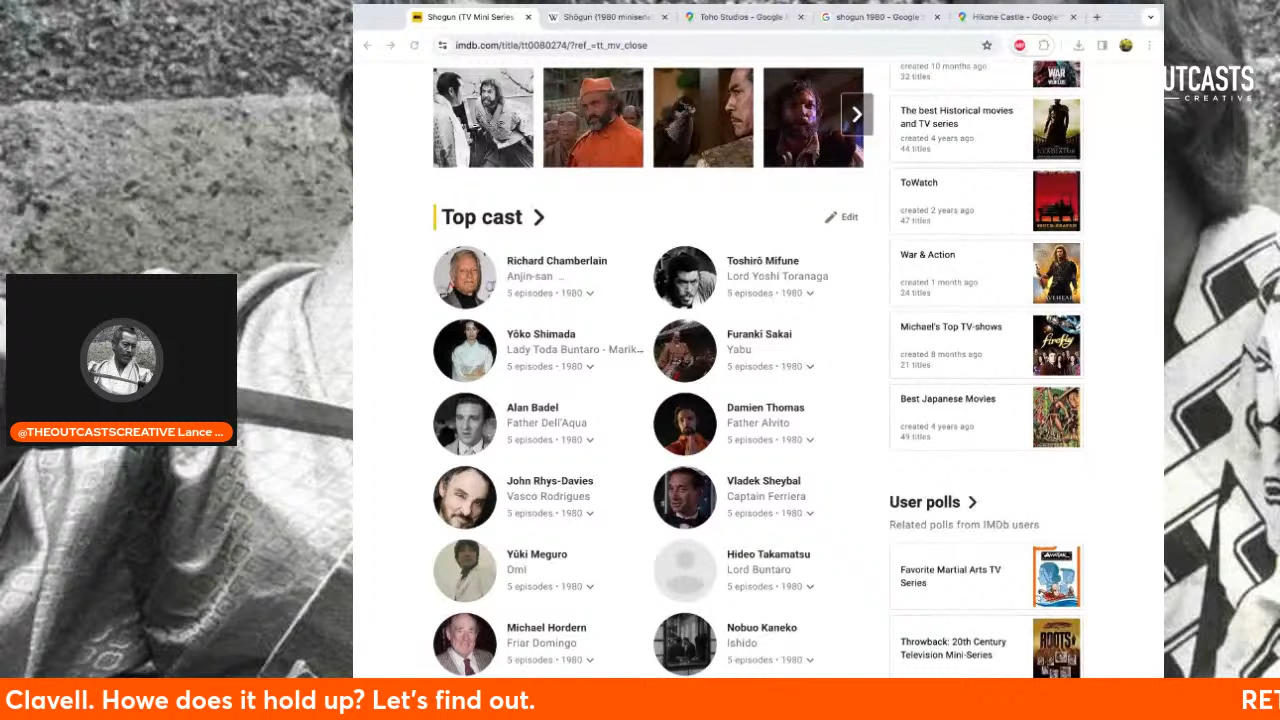 Shogun (TV Mini Series
Shōgun (1980 miniserie
Toho Studios - Google M
shogun 1980 - Google S
Hikone Castle - Google
imdb.com/title/tt0080274/?ref_=tt_mv_close
OUTCASTS
CREATIVE
created 10 months ago
32 titles
The best Historical movies
and TV series
created 4 years ago
44 titles
ToWatch
created 2 years ago
47 titles
War & Action
created 1 month ago
24 titles
Michael's Top TV-shows
created 8 months ago
21 titles
firefly
Best Japanese Movies
created 4 years ago
49 titles
Top cast
Edit
Richard Chamberlain
Anjin-san ...
5 episodes • 1980
Toshirô Mifune
Lord Yoshi Toranaga
5 episodes • 1980
Yôko Shimada
Lady Toda Buntaro - Marik...
5 episodes • 1980
Furankî Sakai
Yabu
5 episodes • 1980
Alan Badel
Father Dell'Aqua
5 episodes • 1980
Damien Thomas
Father Alvito
5 episodes • 1980
John Rhys-Davies
Vasco Rodrigues
5 episodes • 1980
Vladek Sheybal
Captain Ferriera
5 episodes • 1980
Yûki Meguro
Omi
5 episodes • 1980
Hideo Takamatsu
Lord Buntaro
5 episodes • 1980
Michael Hordern
Friar Domingo
5 episodes • 1980
Nobuo Kaneko
Ishido
5 episodes • 1980
User polls
Related polls from IMDb users
Favorite Martial Arts TV
Series
Throwback: 20th Century
Television Mini-Series
ROOTS
@THEOUTCASTSCREATIVE Lance ...
Clavell. Howe does it hold up? Let's find out.
RET